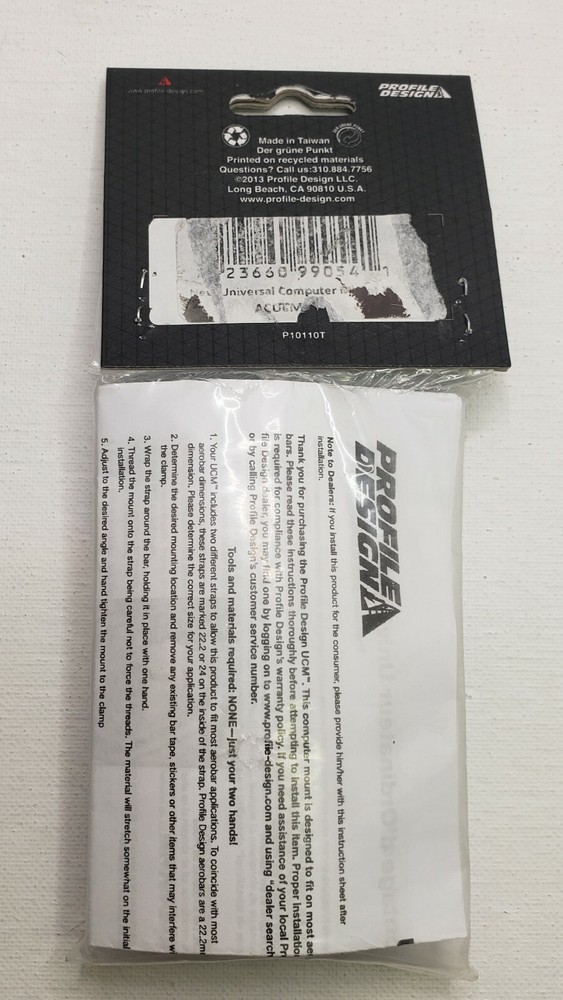 www.profile-design.com
PROFILE
DESIGN
Made in Taiwan
Der grüne Punkt
Printed on recycled materials
Questions? Call us:310.884.7756
©2013 Profile Design LLC.
Long Beach, CA 90810 U.S.A.
www.profile-design.com
23660 99054 1
Universal Computer
P10110T
PROFILE
DESIGN
Note to Dealers: If you install this product for the consumer, please provide him/her with this instruction sheet after
installation.
Thank you for purchasing the Profile Design UCM™. This computer mount is designed to fit on most ae
bars. Please read these instructions thoroughly before attempting to install this item. Proper installatio
is required for compliance with Profile Design's warranty policy. If you need assistance of your local Pr
file Design dealer, you may find one by logging on to www.profile-design.com and using "dealer search
or by calling Profile Design's customer service number.
Tools and materials required: NONE—just your two hands!
1. Your UCM™ includes two different straps to allow this product to fit most aerobar applications. To coincide with most
aerobar dimensions, these straps are marked 22.2 or 24 on the inside of the strap. Profile Design aerobars are a 22.2m
dimension. Please determine the correct size for your application.
2. Determine the desired mounting location and remove any existing bar tape, stickers or other items that may interfere wi
the clamp.
3. Wrap the strap around the bar, holding it in place with one hand.
4. Thread the mount onto the strap being careful not to force the threads. The material will stretch somewhat on the initial
installation.
5. Adjust to the desired angle and hand tighten the mount to the clamp